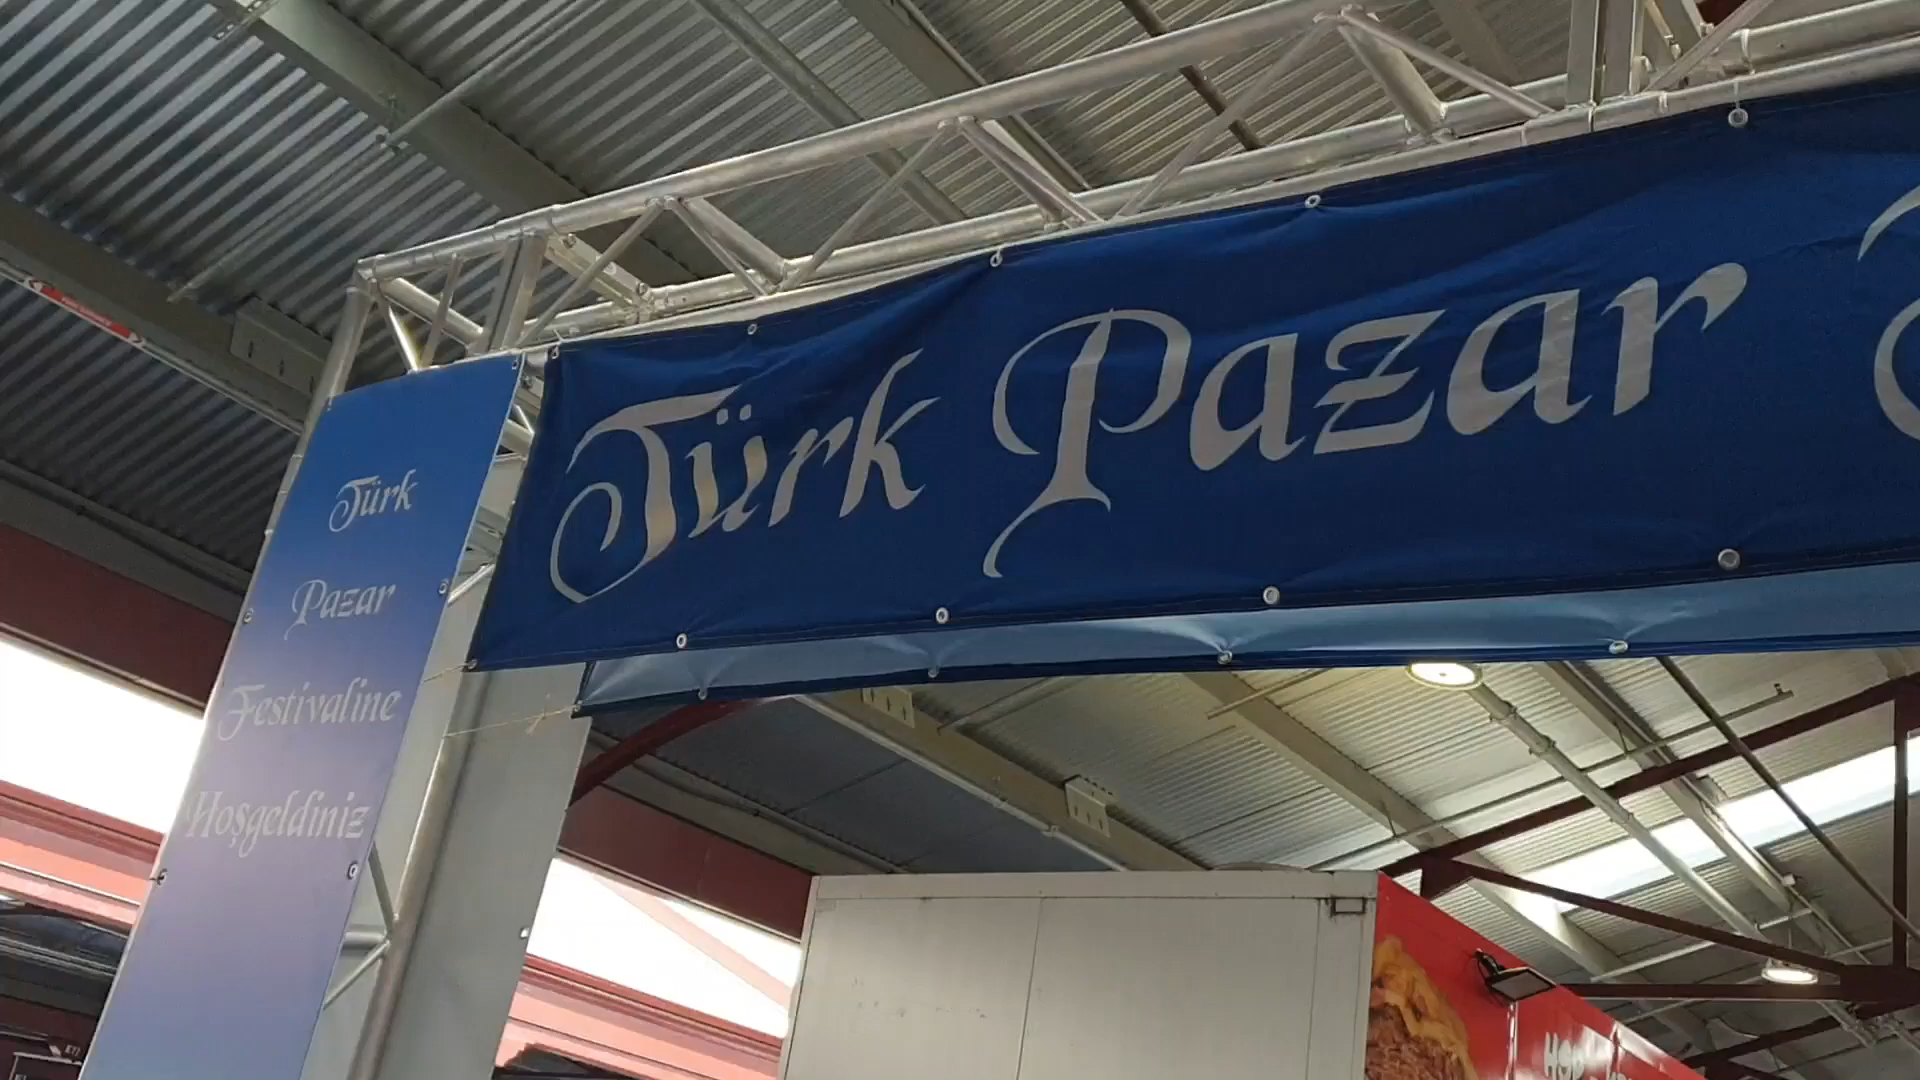 Türk Pazar
Türk
Pazar
Festivaline
Hoşgeldiniz